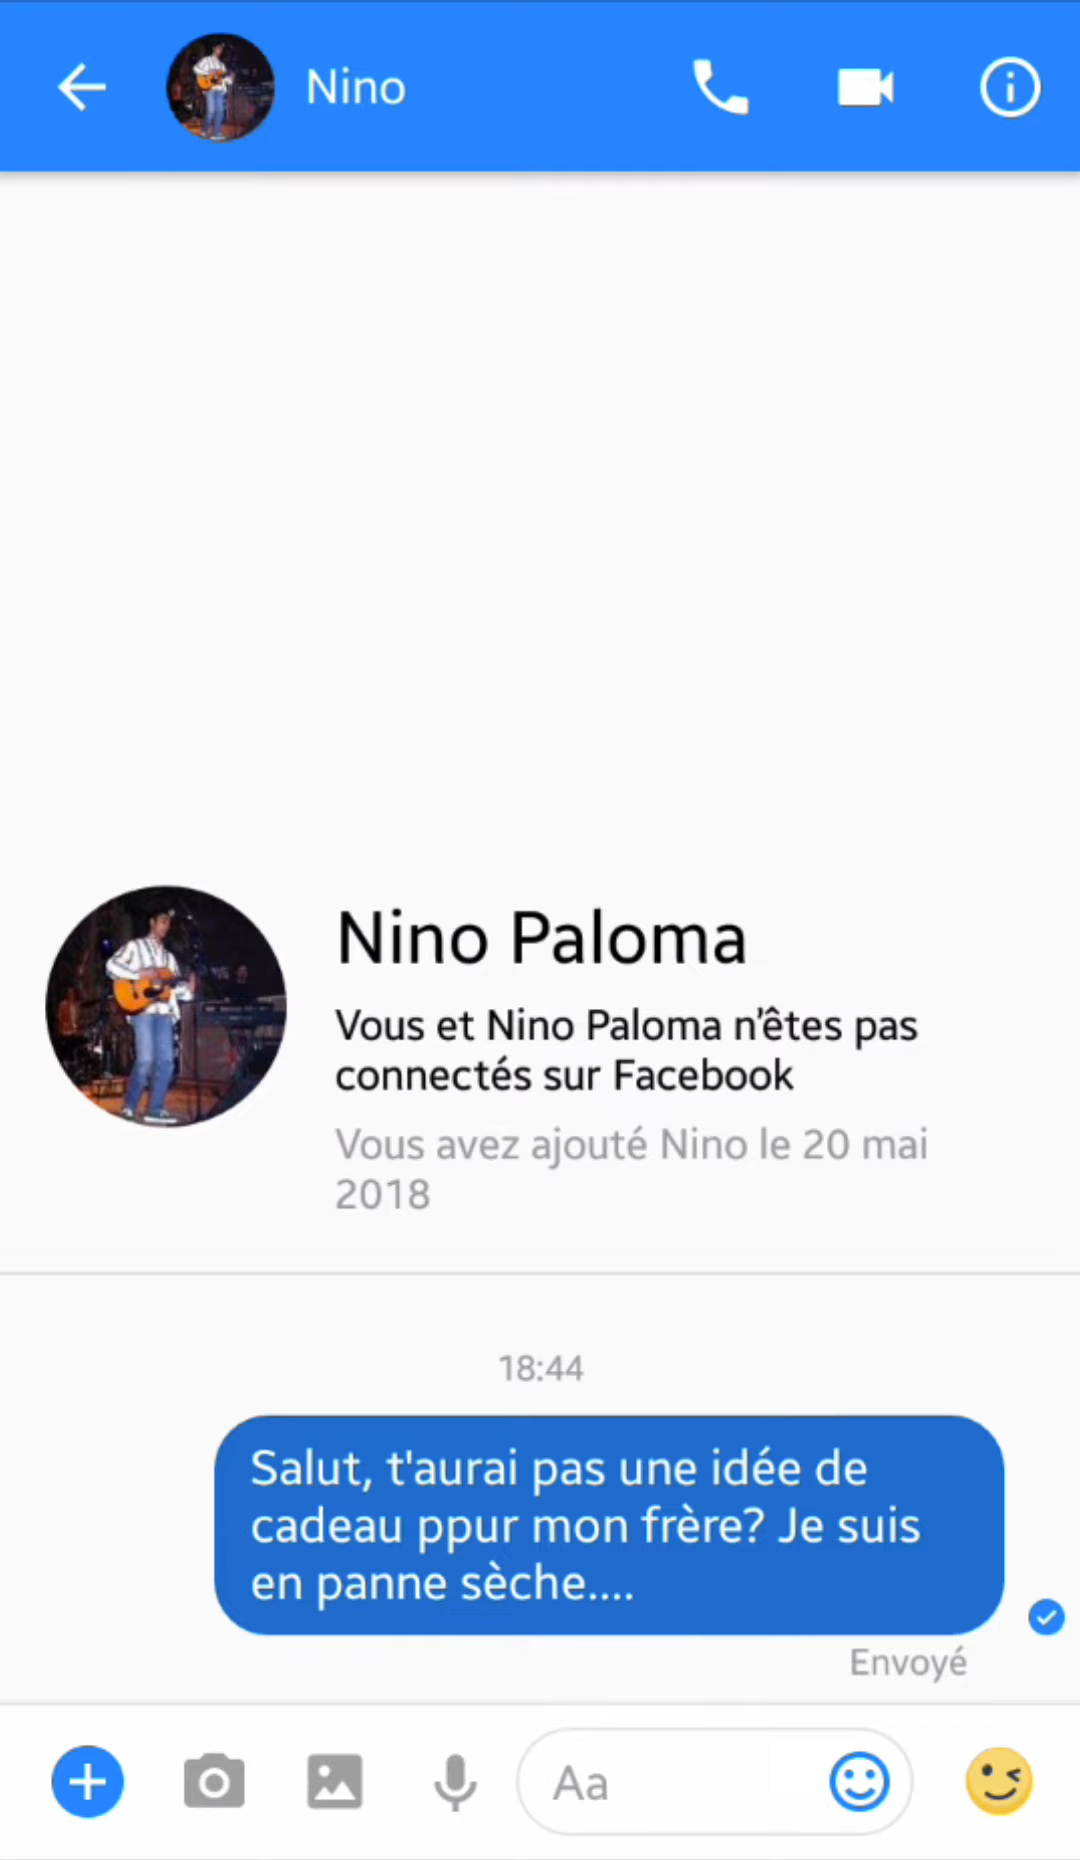 Nino
Nino Paloma
Vous et Nino Paloma n'êtes pas
connectés sur Facebook
Vous avez ajouté Nino le 20 mai
2018
18:44
Salut, t'aurai pas une idée de
cadeau ppur mon frère? Je suis
en panne sèche....
Envoyé
Aa